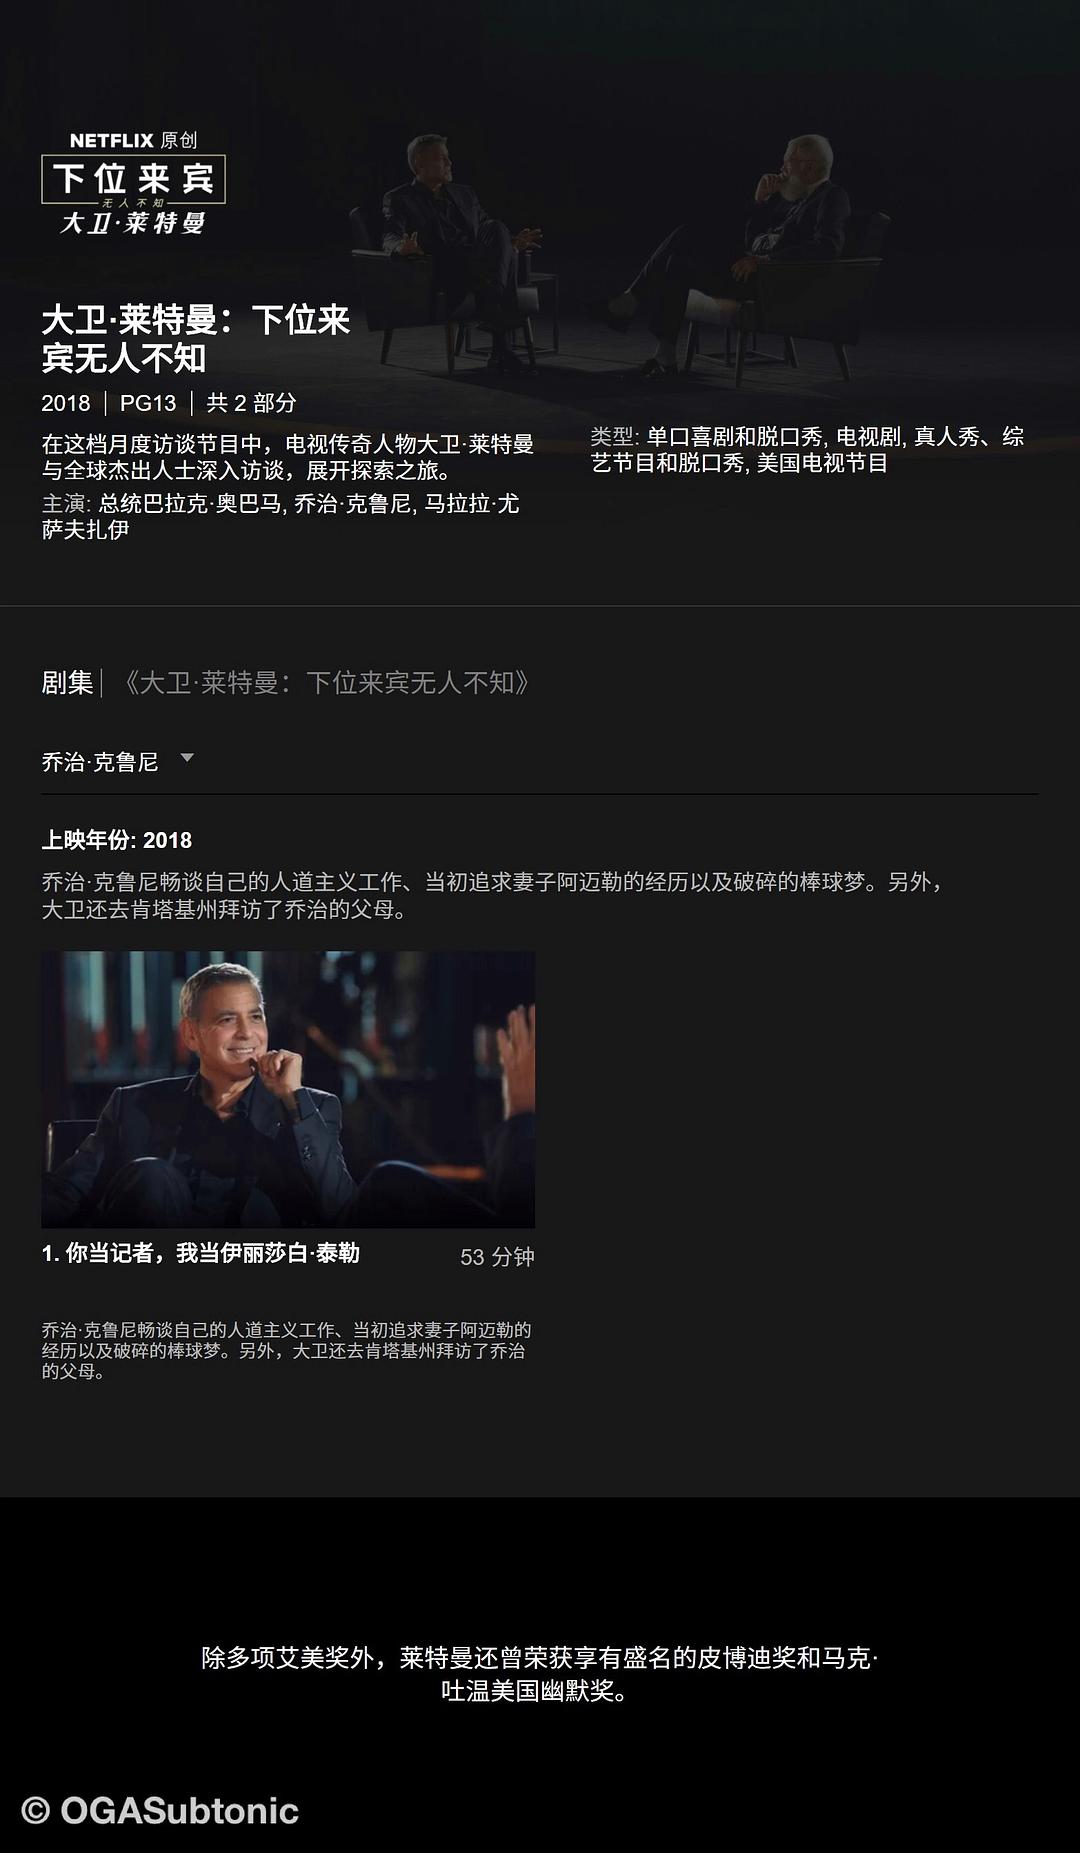 NETFLIX 原创
下位来宾
无人不知
大卫·莱特曼
大卫·莱特曼：下位来
宾无人不知
2018 | PG13 | 共 2 部分
在这档月度访谈节目中，电视传奇人物大卫·莱特曼
与全球杰出人士深入访谈，展开探索之旅。
主演: 总统巴拉克·奥巴马, 乔治·克鲁尼, 马拉拉·尤
萨夫扎伊
类型: 单口喜剧和脱口秀, 电视剧, 真人秀、综
艺节目和脱口秀, 美国电视节目
剧集 | 《大卫·莱特曼：下位来宾无人不知》
乔治·克鲁尼
上映年份: 2018
乔治·克鲁尼畅谈自己的人道主义工作、当初追求妻子阿迈勒的经历以及破碎的棒球梦。另外，
大卫还去肯塔基州拜访了乔治的父母。
1. 你当记者，我当伊丽莎白·泰勒
53 分钟
乔治·克鲁尼畅谈自己的人道主义工作、当初追求妻子阿迈勒的
经历以及破碎的棒球梦。另外，大卫还去肯塔基州拜访了乔治
的父母。
除多项艾美奖外，莱特曼还曾荣获享有盛名的皮博迪奖和马克·
吐温美国幽默奖。
© OGASubtonic